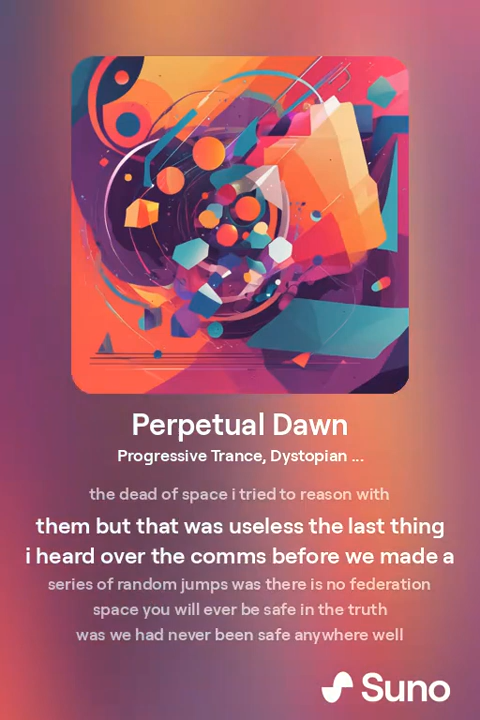 Perpetual Dawn
Progressive Trance, Dystopian ...
the dead of space i tried to reason with
them but that was useless the last thing
i heard over the comms before we made a
series of random jumps was there is no federation
space you will ever be safe in the truth
was we had never been safe anywhere well
Suno